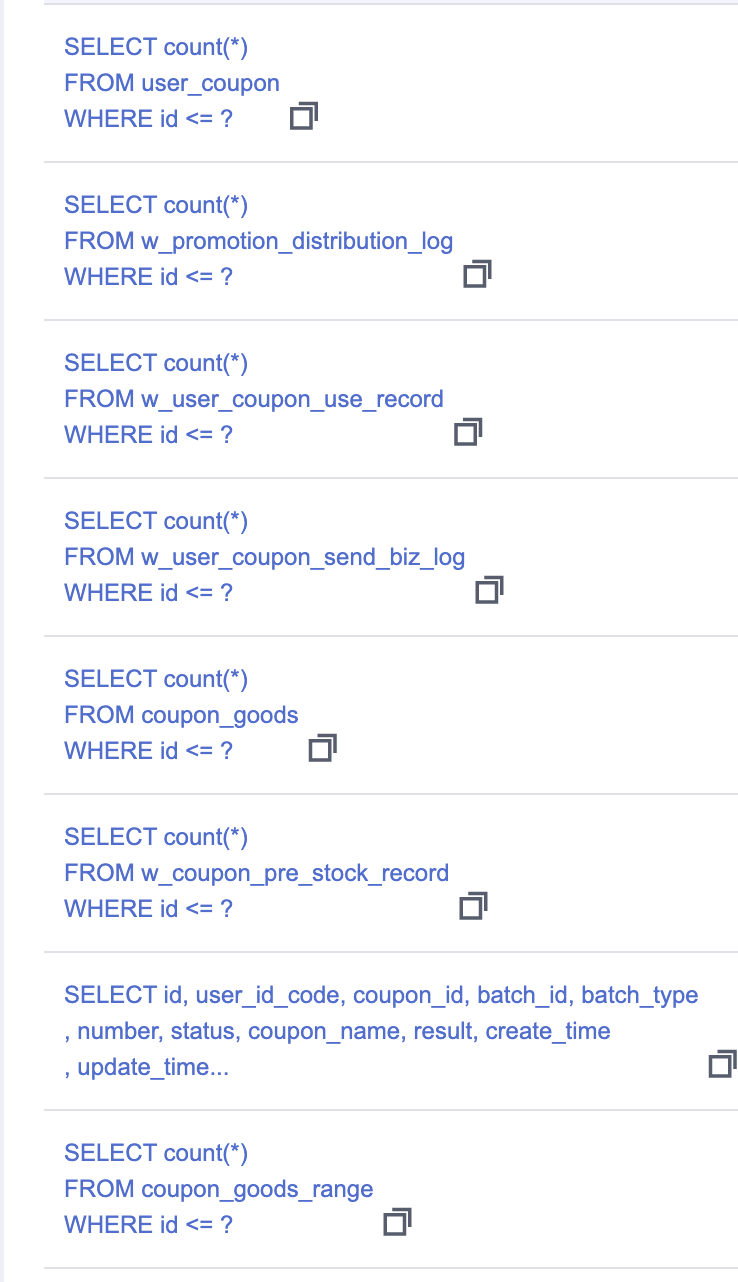 SELECT count(*)
FROM user_coupon
WHERE id <= ?
SELECT count(*)
FROM w_promotion_distribution_log
WHERE id <= ?
SELECT count(*)
FROM w_user_coupon_use_record
WHERE id <= ?
SELECT count(*)
FROM w_user_coupon_send_biz_log
WHERE id <= ?
SELECT count(*)
FROM coupon_goods
WHERE id <= ?
SELECT count(*)
FROM w_coupon_pre_stock_record
WHERE id <= ?
SELECT id, user_id_code, coupon_id, batch_id, batch_type
, number, status, coupon_name, result, create_time
, update_time...
SELECT count(*)
FROM coupon_goods_range
WHERE id <= ?